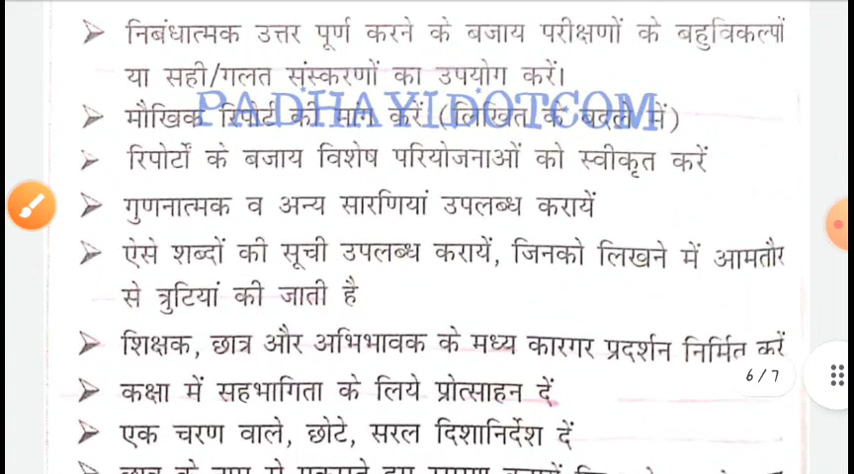 ➢ निबंधात्मक उत्तर पूर्ण करने के बजाय परीक्षणों के बहुविकल्पों
या सही/गलत संस्करणों का उपयोग करें।
PADHAYIDOTCOM
➢ मौखिक रिपोर्ट की मांग करें (लिखित के बदले में)
➢ रिपोर्टों के बजाय विशेष परियोजनाओं को स्वीकृत करें
➢ गुणनात्मक व अन्य सारणियां उपलब्ध करायें
➢ ऐसे शब्दों की सूची उपलब्ध करायें, जिनको लिखने में आमतौर
से त्रुटियां की जाती है
➢ शिक्षक, छात्र और अभिभावक के मध्य कारगर प्रदर्शन निर्मित करें
6/7
➢ कक्षा में सहभागिता के लिये प्रोत्साहन दें
➢ एक चरण वाले, छोटे, सरल दिशानिर्देश दें